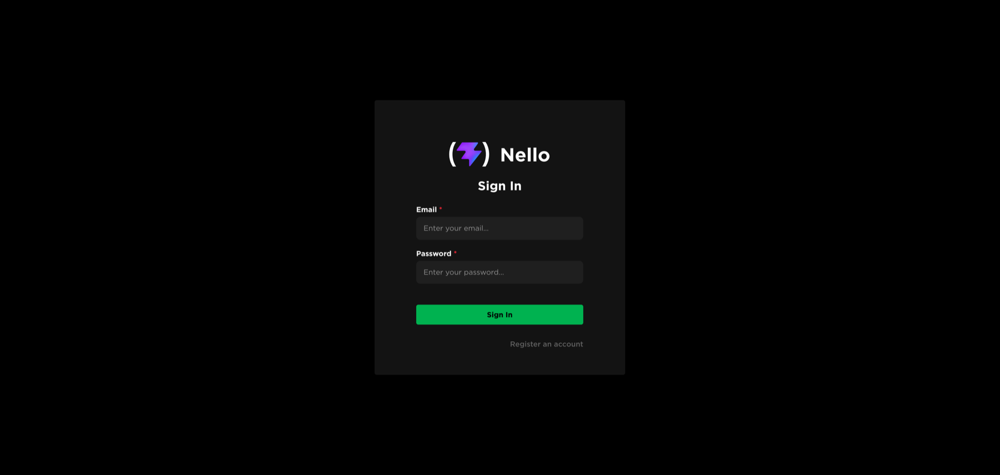 (⚡) Nello
Sign In
Email *
Enter your email...
Password *
Enter your password...
Sign In
Register an account